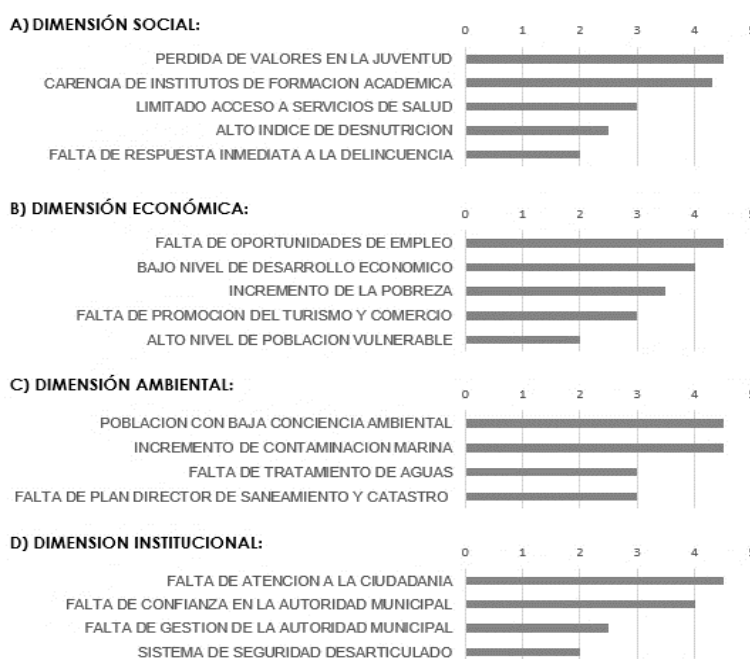 A) DIMENSIÓN SOCIAL:
0 1 2 3 4 5
PERDIDA DE VALORES EN LA JUVENTUD
CARENCIA DE INSTITUTOS DE FORMACION ACADEMICA
LIMITADO ACCESO A SERVICIOS DE SALUD
ALTO INDICE DE DESNUTRICION
FALTA DE RESPUESTA INMEDIATA A LA DELINCUENCIA
B) DIMENSIÓN ECONÓMICA:
0 1 2 3 4 5
FALTA DE OPORTUNIDADES DE EMPLEO
BAJO NIVEL DE DESARROLLO ECONOMICO
INCREMENTO DE LA POBREZA
FALTA DE PROMOCION DEL TURISMO Y COMERCIO
ALTO NIVEL DE POBLACION VULNERABLE
C) DIMENSIÓN AMBIENTAL:
0 1 2 3 4 5
POBLACION CON BAJA CONCIENCIA AMBIENTAL
INCREMENTO DE CONTAMINACION MARINA
FALTA DE TRATAMIENTO DE AGUAS
FALTA DE PLAN DIRECTOR DE SANEAMIENTO Y CATASTRO
D) DIMENSION INSTITUCIONAL:
0 1 2 3 4 5
FALTA DE ATENCION A LA CIUDADANIA
FALTA DE CONFIANZA EN LA AUTORIDAD MUNICIPAL
FALTA DE GESTION DE LA AUTORIDAD MUNICIPAL
SISTEMA DE SEGURIDAD DESARTICULADO